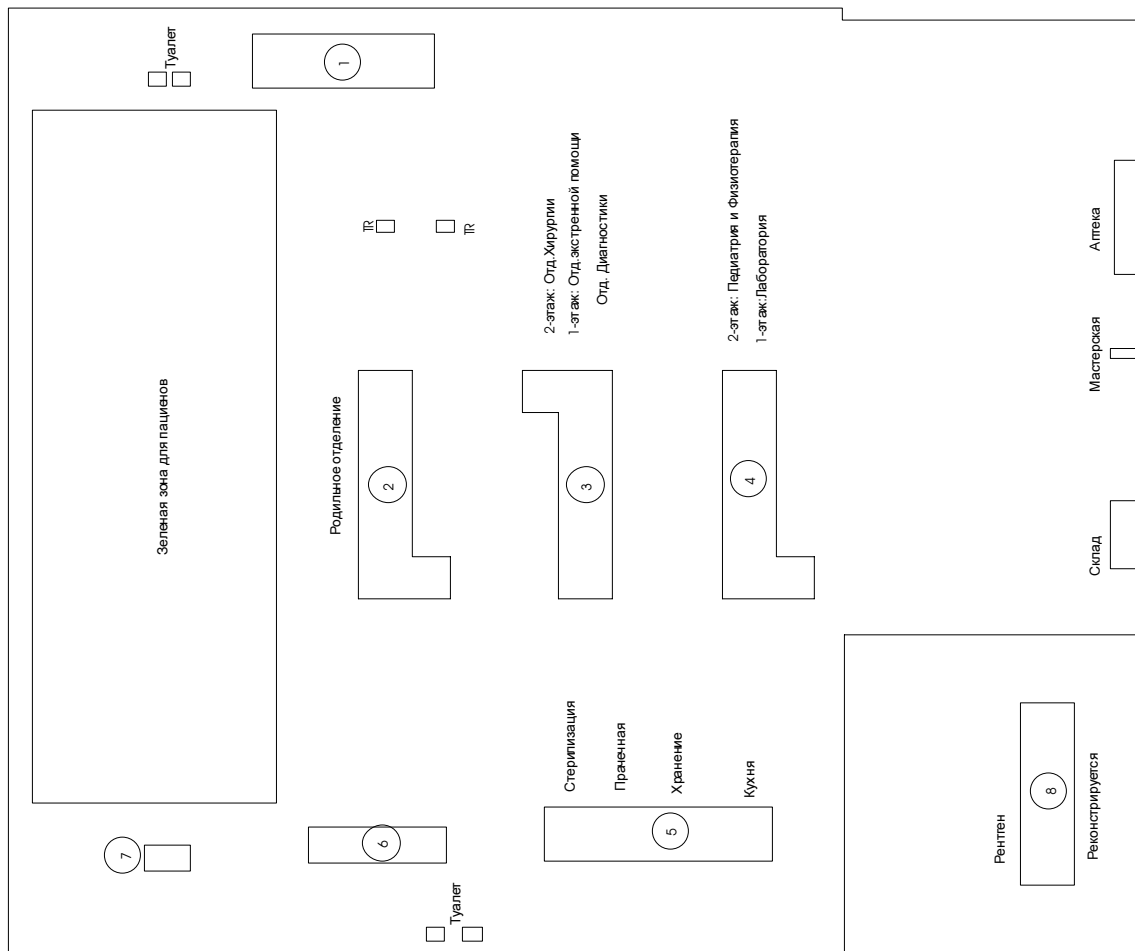 Туалет
1
Зеленая зона для пациенов
TR
TR
Родильное отделение
2
2-этаж: Отд.Хирургии
1-этаж: Отд.экстренной помощи
Отд. Диагностики
3
2-этаж: Педиатрия и Физиотерапия
1-этаж:Лаборатория
4
Аптека
Мастерская
Склад
Стерилизация
Прачечная
Хранение
Кухня
5
6
7
Туалет
Рентген
8
Реконстрируется